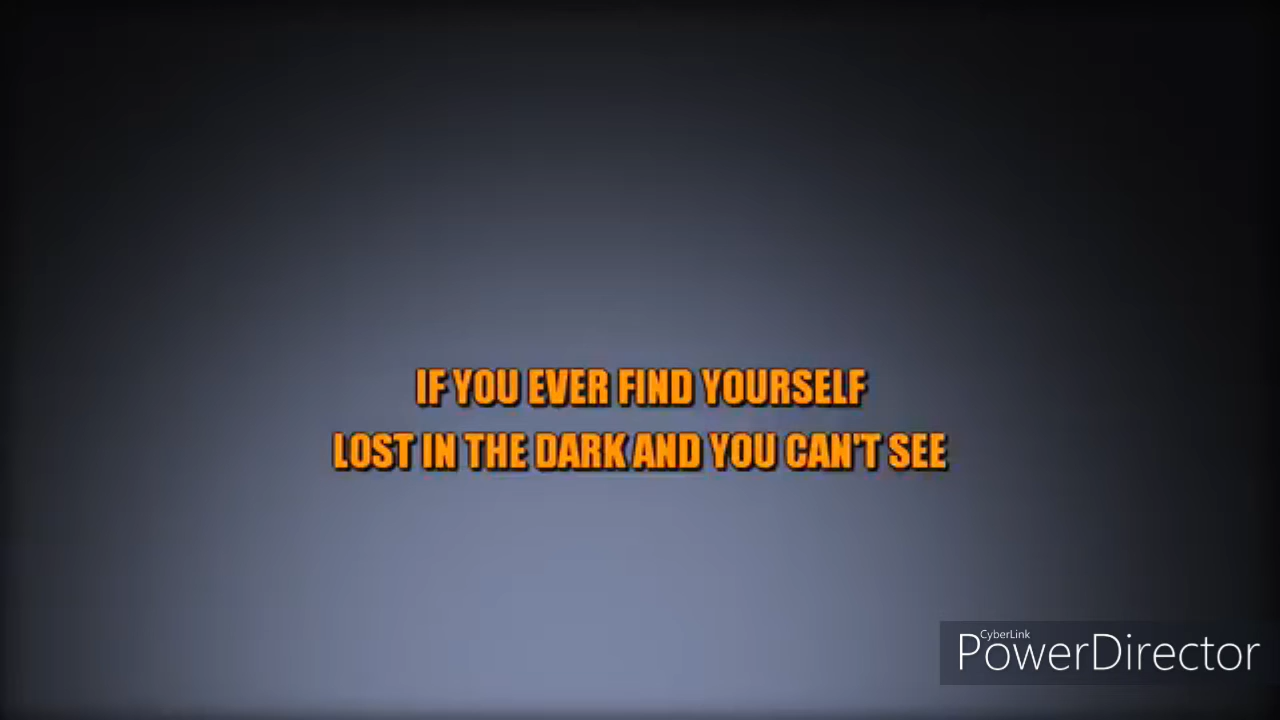 IF YOU EVER FIND YOURSELF
LOST IN THE DARK AND YOU CAN'T SEE
CyberLink
PowerDirector